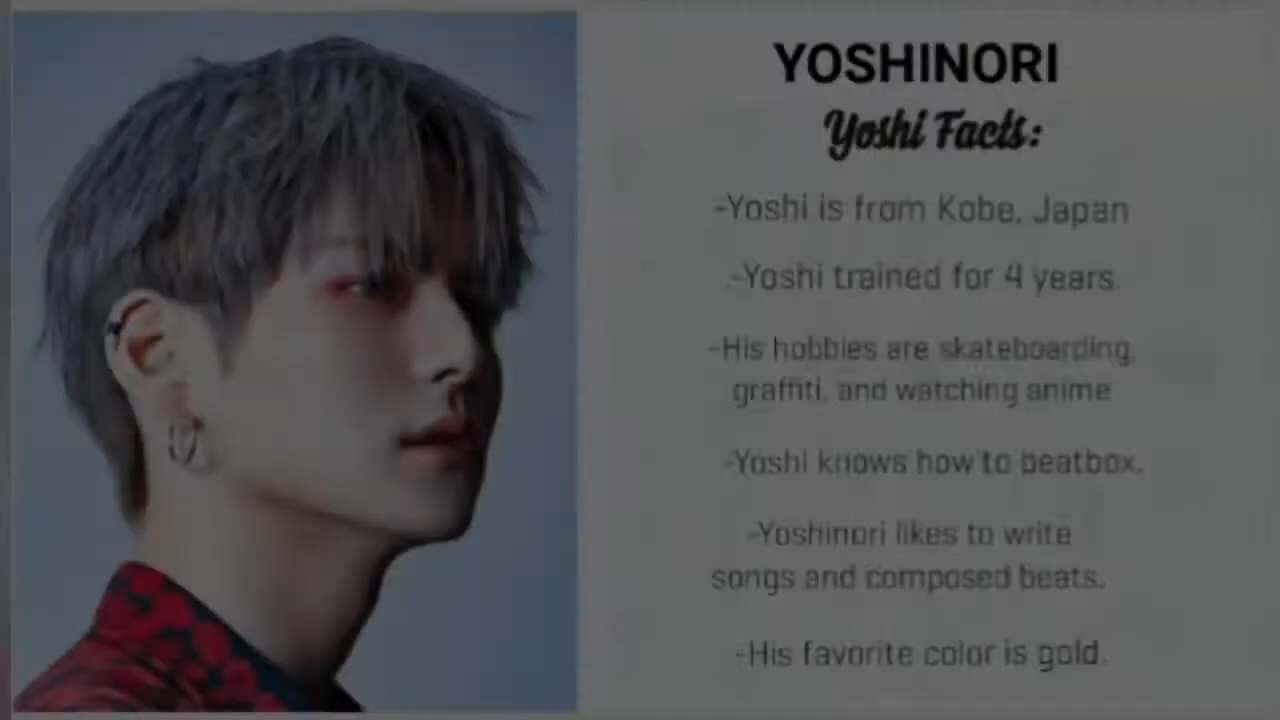 YOSHINORI
Yoshi Facts:
-Yoshi is from Kobe, Japan
-Yoshi trained for 4 years.
-His hobbies are skateboarding,
graffiti, and watching anime
-Yoshi knows how to beatbox.
-Yoshinori likes to write
songs and composed beats.
-His favorite color is gold.